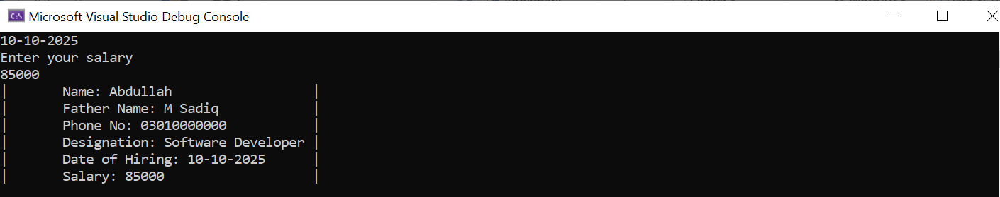 Microsoft Visual Studio Debug Console
10-10-2025
Enter your salary
85000
|       Name: Abdullah                  |
|       Father Name: M Sadiq            |
|       Phone No: 03010000000           |
|       Designation: Software Developer |
|       Date of Hiring: 10-10-2025      |
|       Salary: 85000                   |